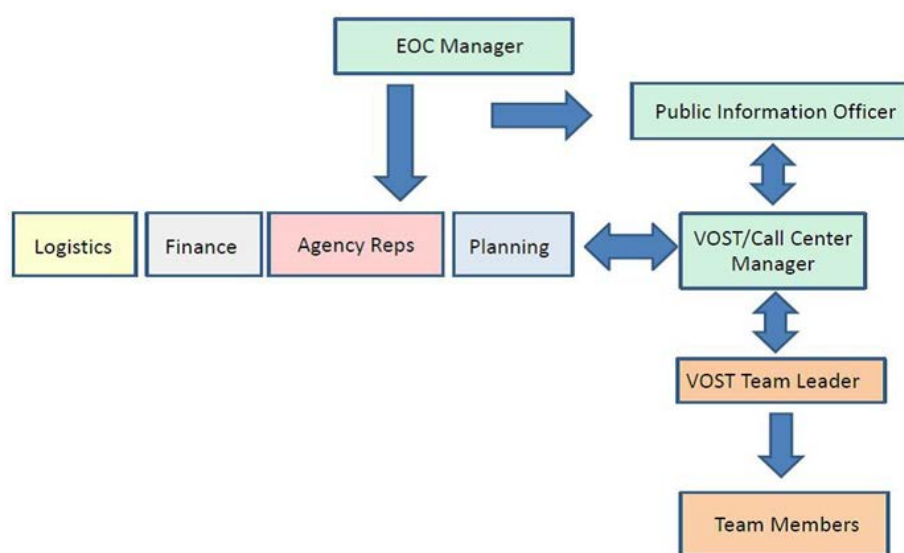 EOC Manager
Public Information Officer
Logistics
Finance
Agency Reps
Planning
VOST/Call Center
Manager
VOST Team Leader
Team Members